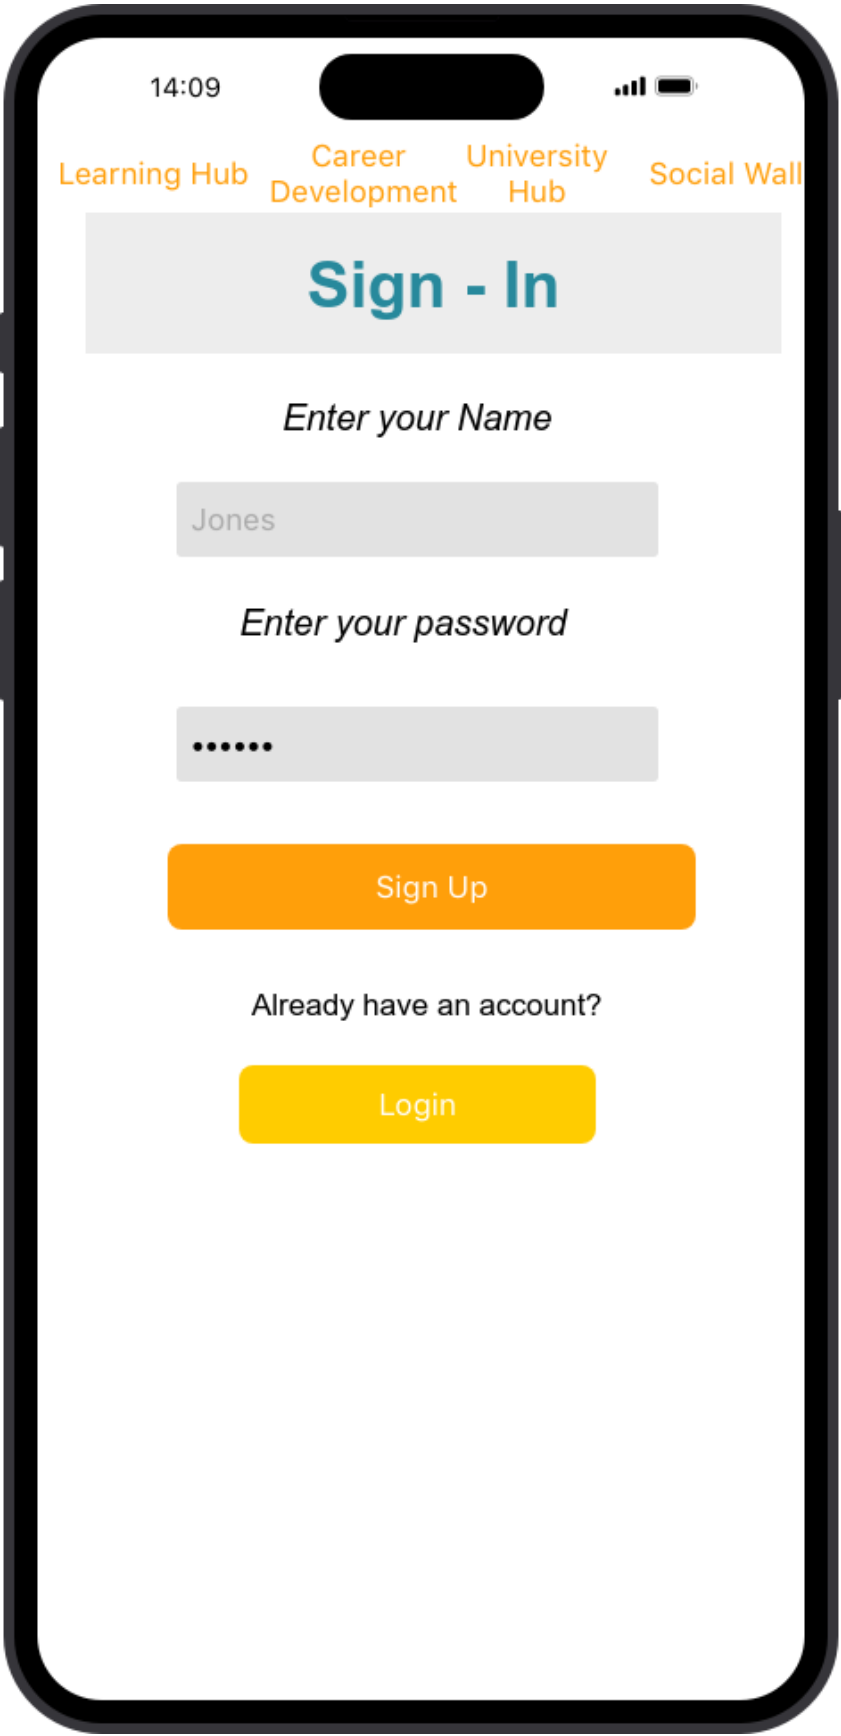 14:09
Learning Hub
Career
Development
University
Hub
Social Wall
Sign - In
Enter your Name
Jones
Enter your password
••••••
Sign Up
Already have an account?
Login